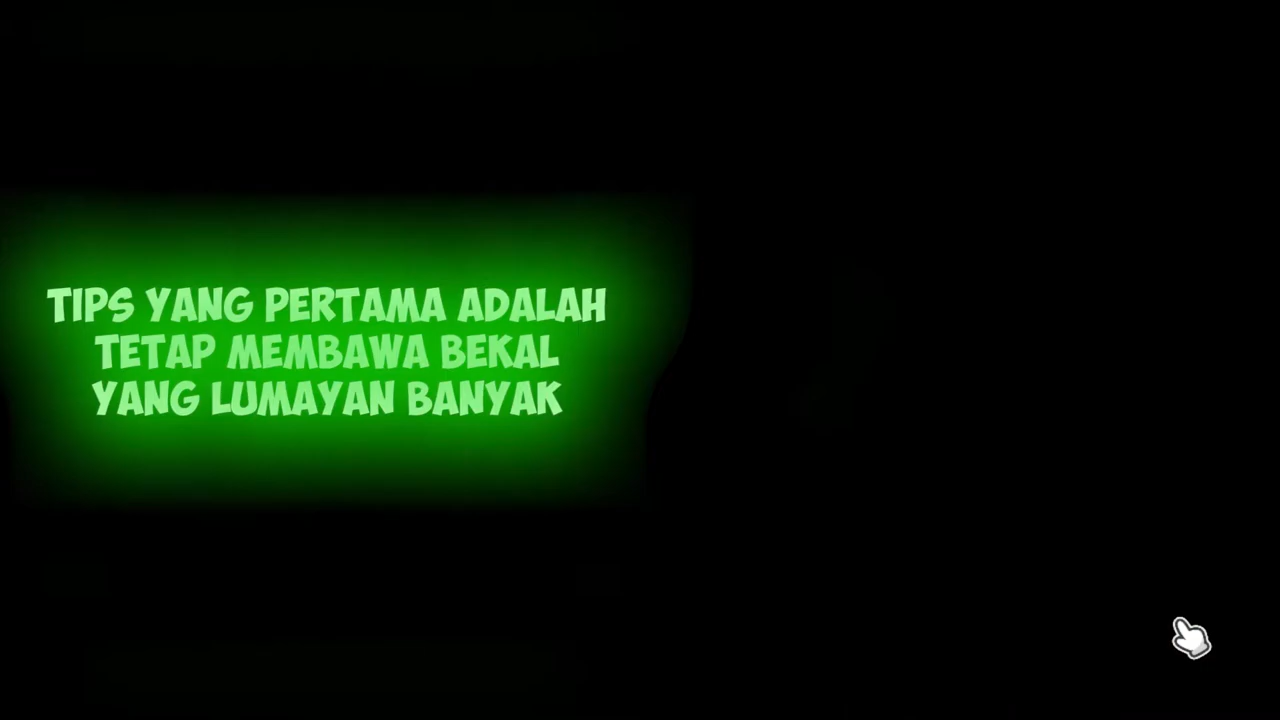 TIPS YANG PERTAMA ADALAH
TETAP MEMBAWA BEKAL
YANG LUMAYAN BANYAK